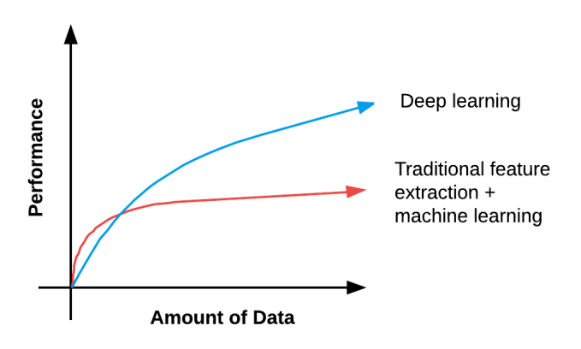 Performance
Deep learning
Traditional feature
extraction +
machine learning
Amount of Data